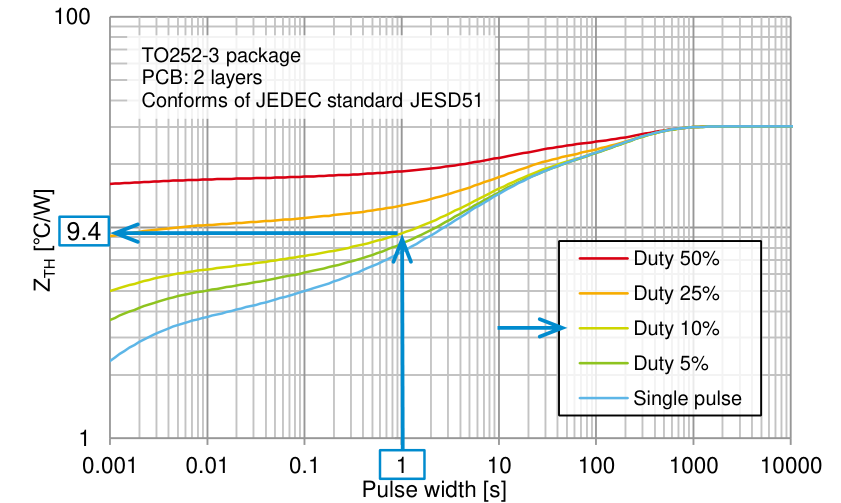 100
TO252-3 package
PCB: 2 layers
Conforms of JEDEC standard JESD51
ZTH [℃/W]
9.4
Duty 50%
Duty 25%
Duty 10%
Duty 5%
Single pulse
1
0.001 0.01 0.1 1 10 100 1000 10000
Pulse width [s]